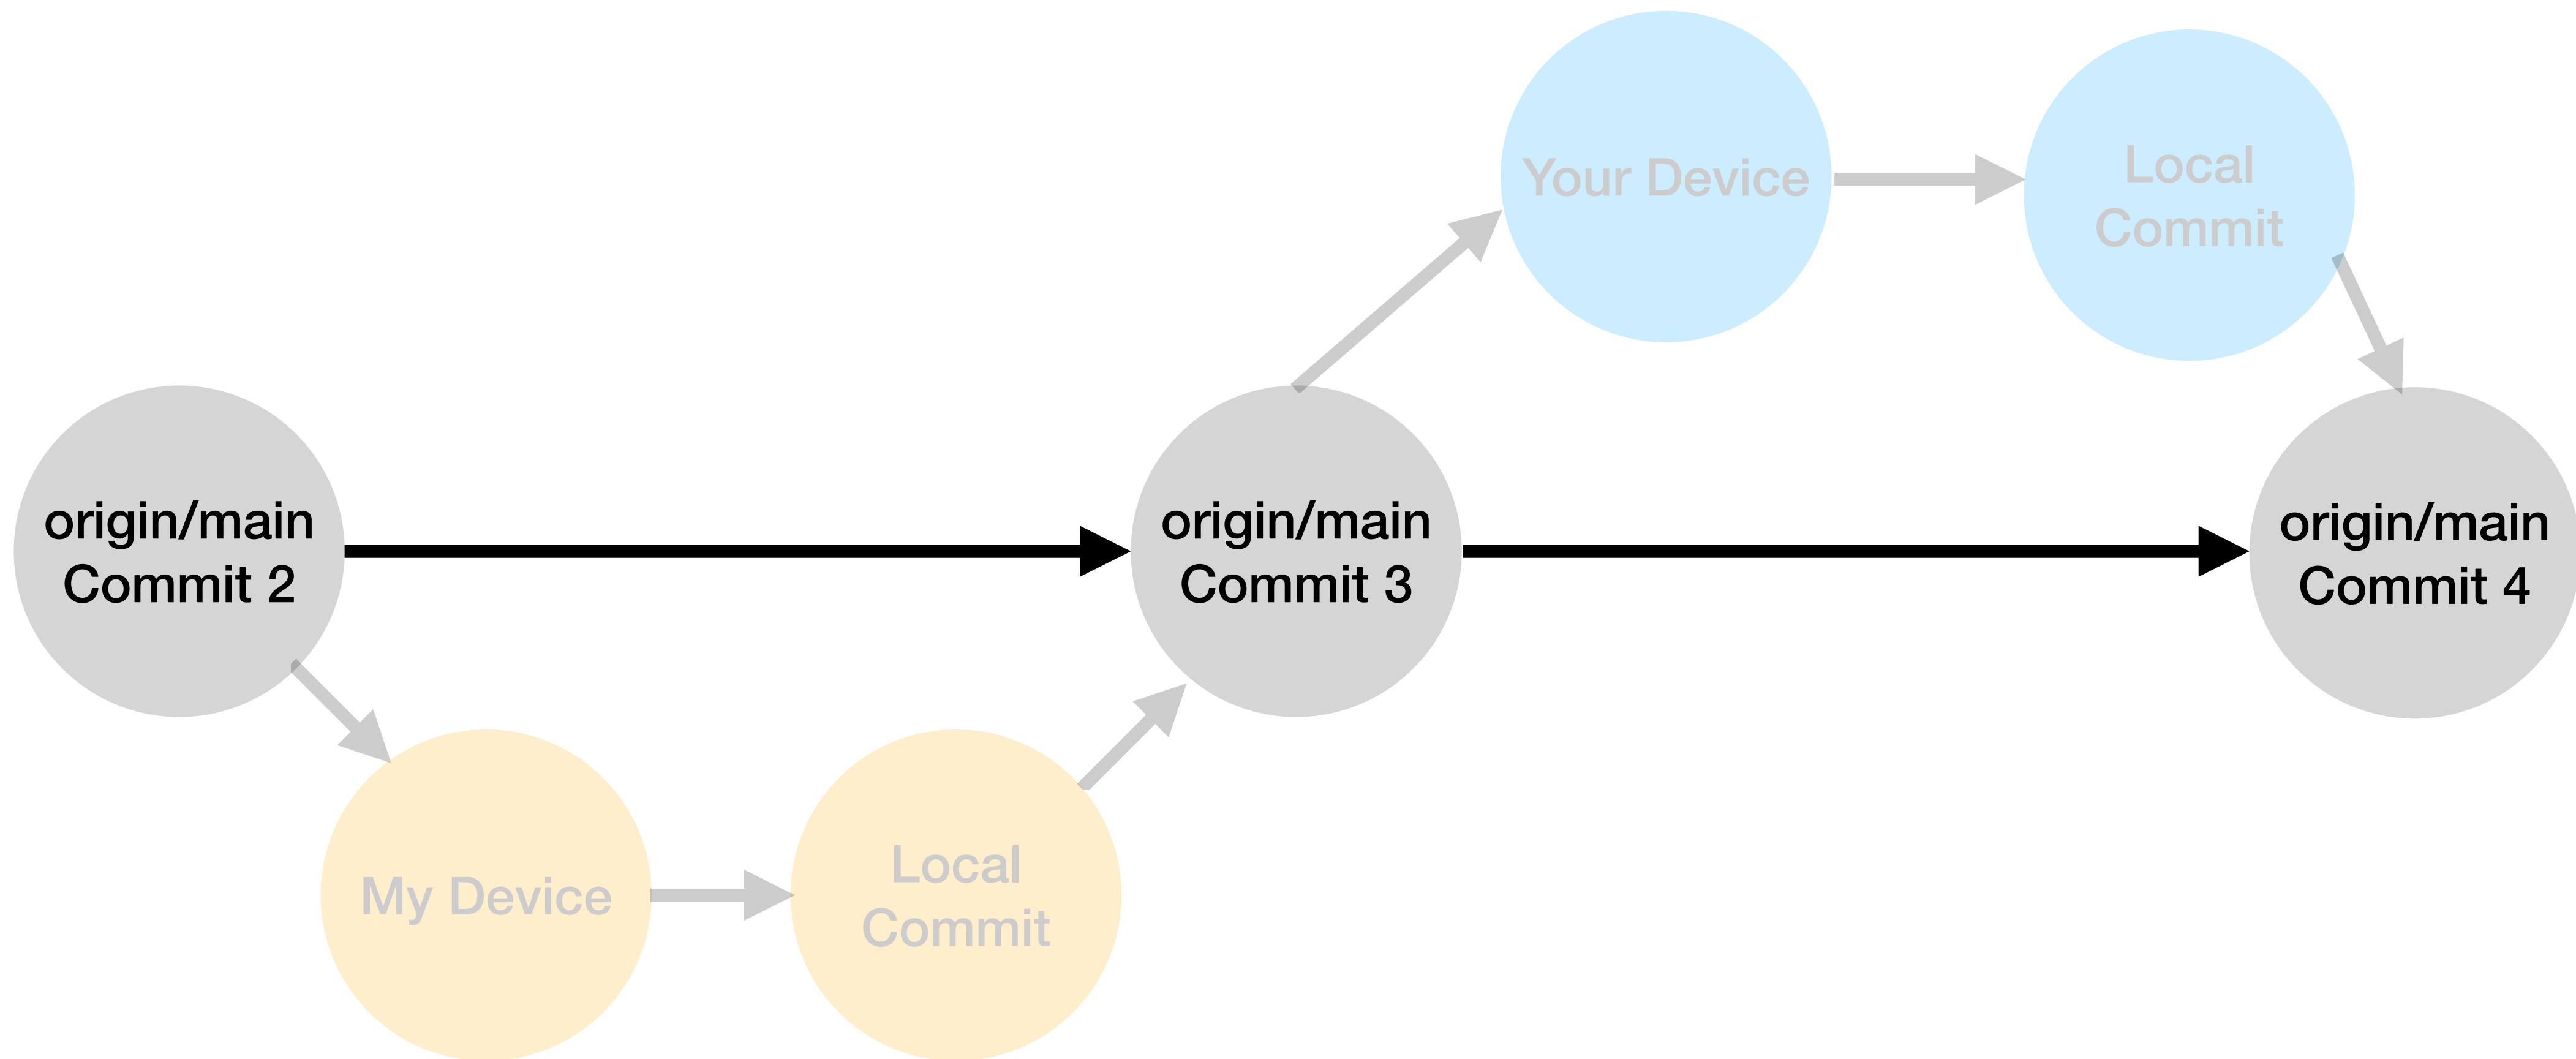 Your Device
Local
Commit
origin/main
Commit 2
origin/main
Commit 3
origin/main
Commit 4
My Device
Local
Commit